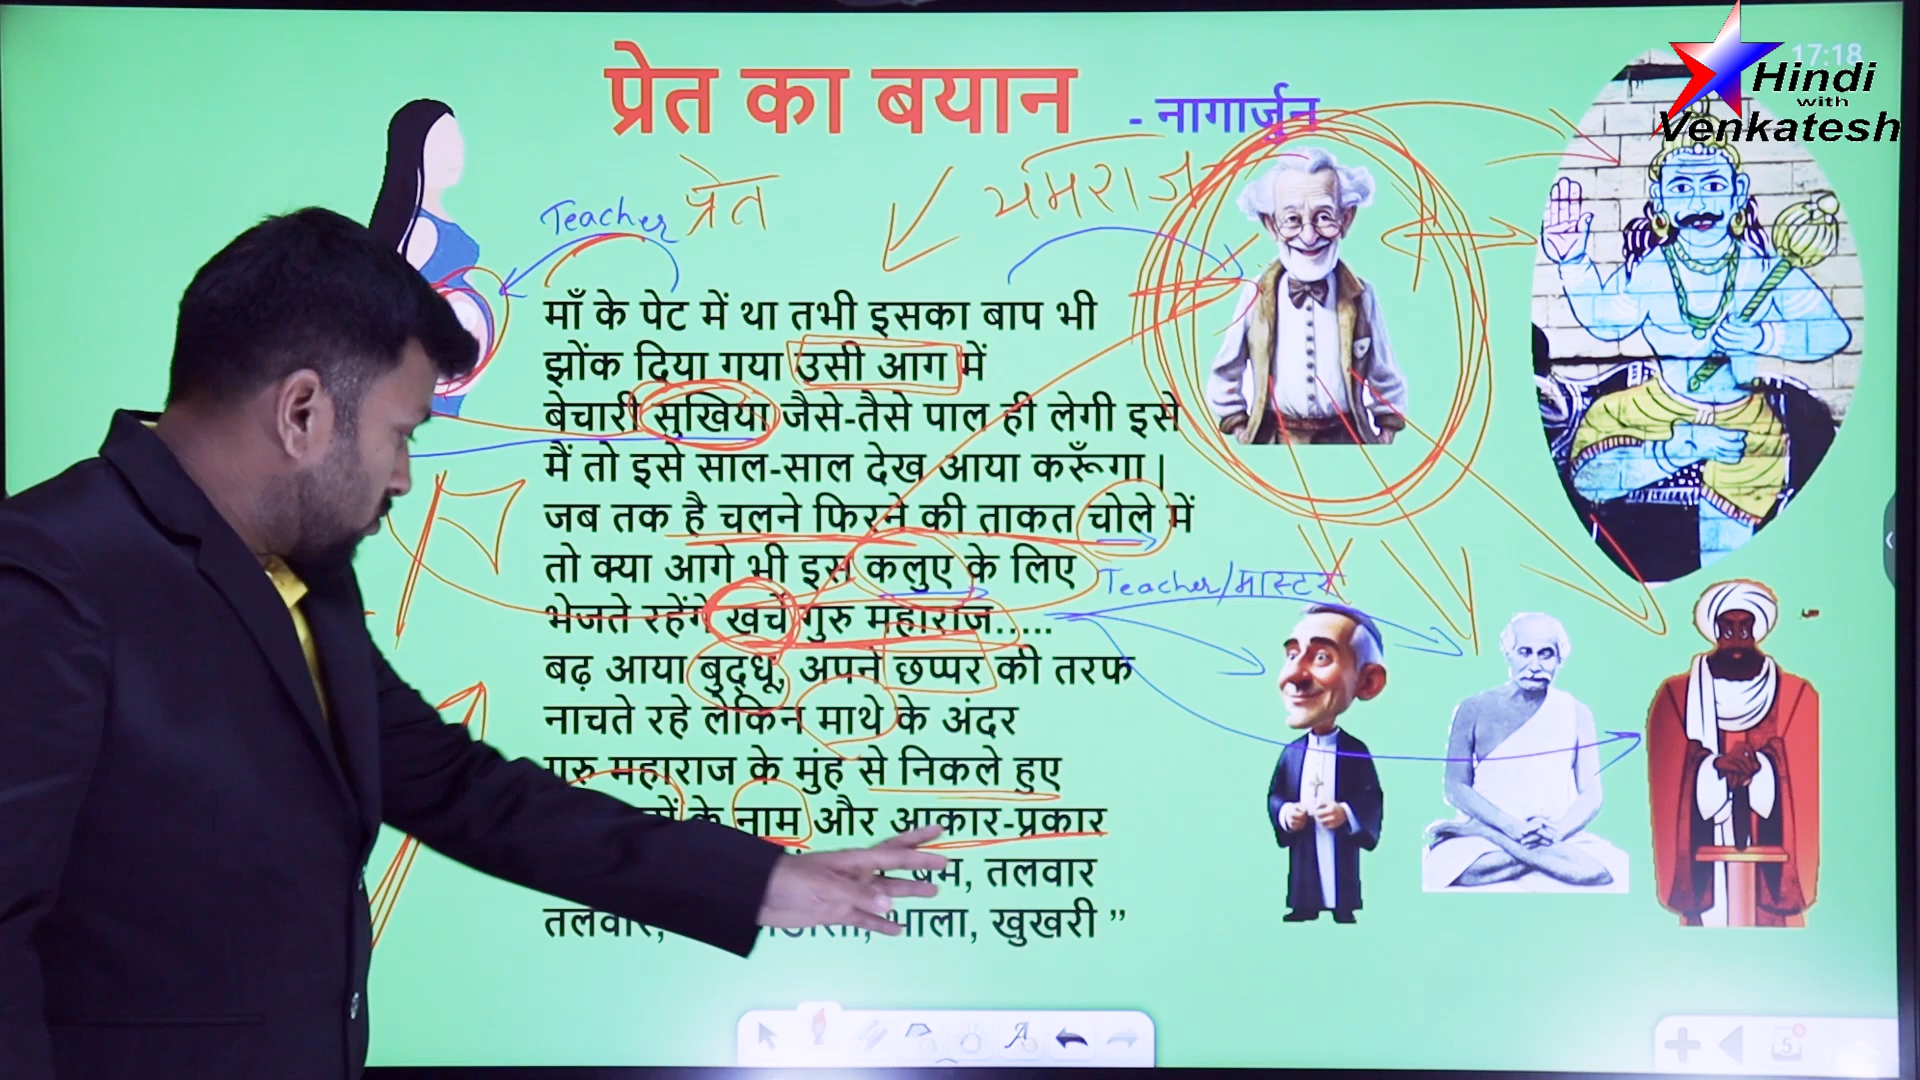 17:18
Hindi
with
Venkatesh
प्रेत का बयान - नागार्जुन
Teacher प्रेत यमराज
माँ के पेट में था तभी इसका बाप भी
झोंक दिया गया उसी आग में
बेचारी सुखिया जैसे-तैसे पाल ही लेगी इसे
मैं तो इसे साल-साल देख आया करूँगा |
जब तक है चलने फिरने की ताकत चोले में
तो क्या आगे भी इस कलुए के लिए
Teacher/मास्टर
भेजते रहेंगे खर्चे गुरु महाराज.....
बढ़ आया बुद्धू, अपने छप्पर की तरफ
नाचते रहे लेकिन माथे के अंदर
गुरु महाराज के मुंह से निकले हुए
के नाम और आकार-प्रकार
बम, तलवार
तलवार, भाला, खुखरी ”
5